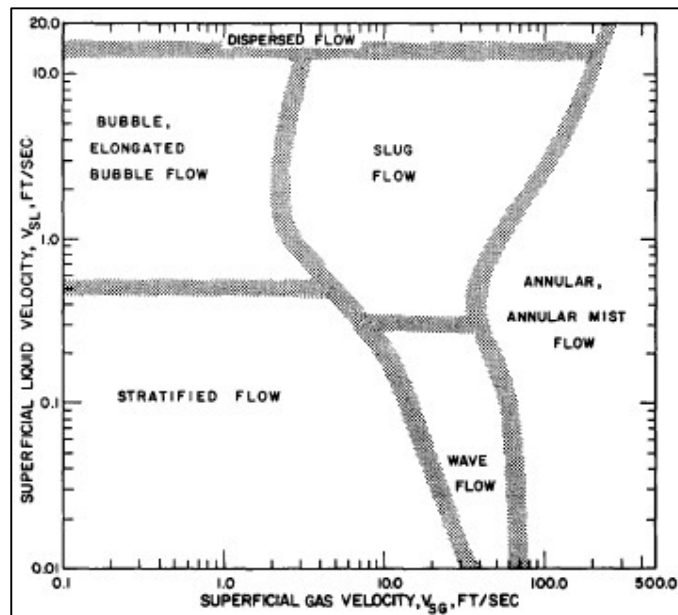 20.0
DISPERSED FLOW
10.0
BUBBLE,
ELONGATED
BUBBLE FLOW
SLUG
FLOW
1.0
ANNULAR,
ANNULAR MIST
FLOW
0.1
STRATIFIED FLOW
WAVE
FLOW
0.01
0.1
1.0
10.0
100.0
500.0
SUPERFICIAL LIQUID VELOCITY, VSL, FT/SEC
SUPERFICIAL GAS VELOCITY, VSG, FT/SEC